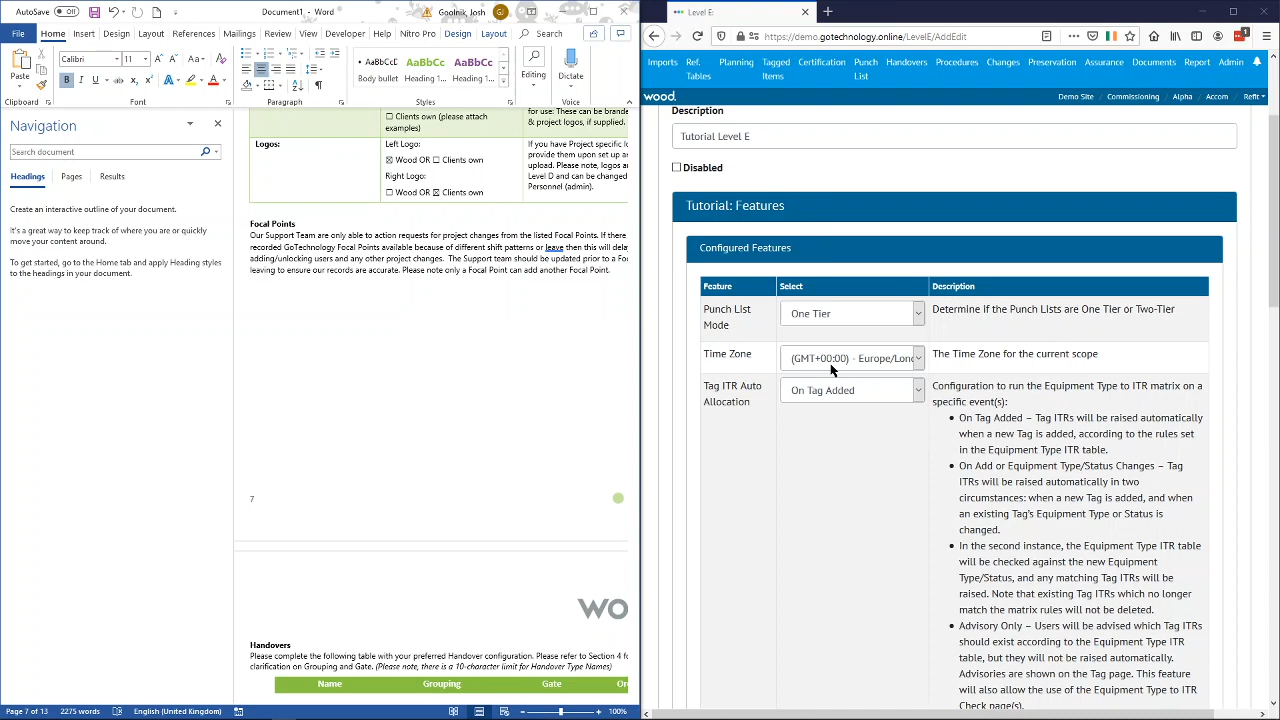 AutoSave Off Document1 - Word Goolnik, Josh GJ
File Home Insert Design Layout References Mailings Review View Developer Help Nitro Pro Design Layout Search
Paste Calibri 11 Editing Dictate
Body bullet Heading... Heading 1...
Clipboard Font Paragraph Styles Voice
Navigation
Search document
Headings Pages Results
Create an interactive outline of your document.
It's a great way to keep track of where you are or quickly
move your content around.
To get started, go to the Home tab and apply Heading styles
to the headings in your document.
for use: These can be branded
Clients own (please attach
& project logos, if supplied.
examples)
Logos: Left Logo: If you have Project specific lo
Wood OR Clients own provide them upon set up ar
Right Logo: upload. Please note, logos a
Wood OR Clients own Level D and can be changed
Personnel (admin).
Focal Points
Our Support Team are only able to action requests for project changes from the listed Focal Points. If there
recorded GoTechnology Focal Points available because of different shift patterns or leave then this will dela
adding/unlocking users and any other project changes. The Support team should be updated prior to a Fo
leaving to ensure our records are accurate. Please note only a Focal Point can add another Focal Point.
7
wo
Handovers
Please complete the following table with your preferred Handover configuration. Please refer to Section 4 fo
clarification on Grouping and Gate. (Please note, there is a 10-character limit for Handover Type Names)
Name Grouping Gate Or
Page 7 of 13 2275 words English (United Kingdom) 100%
Level E:
https://demo.gotechnology.online/LevelE/AddEdit
Imports Ref. Tables Planning Tagged Items Certification Punch List Handovers Procedures Changes Preservation Assurance Documents Report Admin
wood. Demo Site / Commissioning / Alpha / Accom / Refit
Description
Tutorial Level E
Disabled
Tutorial: Features
Configured Features
Feature Select Description
Punch List Mode One Tier Determine if the Punch Lists are One Tier or Two-Tier
Time Zone (GMT+00:00) - Europe/Lond The Time Zone for the current scope
Tag ITR Auto Allocation On Tag Added Configuration to run the Equipment Type to ITR matrix on a
specific event(s):
On Tag Added – Tag ITRs will be raised automatically
when a new Tag is added, according to the rules set
in the Equipment Type ITR table.
On Add or Equipment Type/Status Changes – Tag
ITRs will be raised automatically in two
circumstances: when a new Tag is added, and when
an existing Tag's Equipment Type or Status is
changed.
In the second instance, the Equipment Type ITR table
will be checked against the new Equipment
Type/Status, and any matching Tag ITRs will be
raised. Note that existing Tag ITRs which no longer
match the matrix rules will not be deleted.
Advisory Only – Users will be advised which Tag ITRs
should exist according to the Equipment Type ITR
table, but they will not be raised automatically.
Advisories are shown on the Tag page. This feature
will also allow the use of the Equipment Type to ITR
Check page(s).